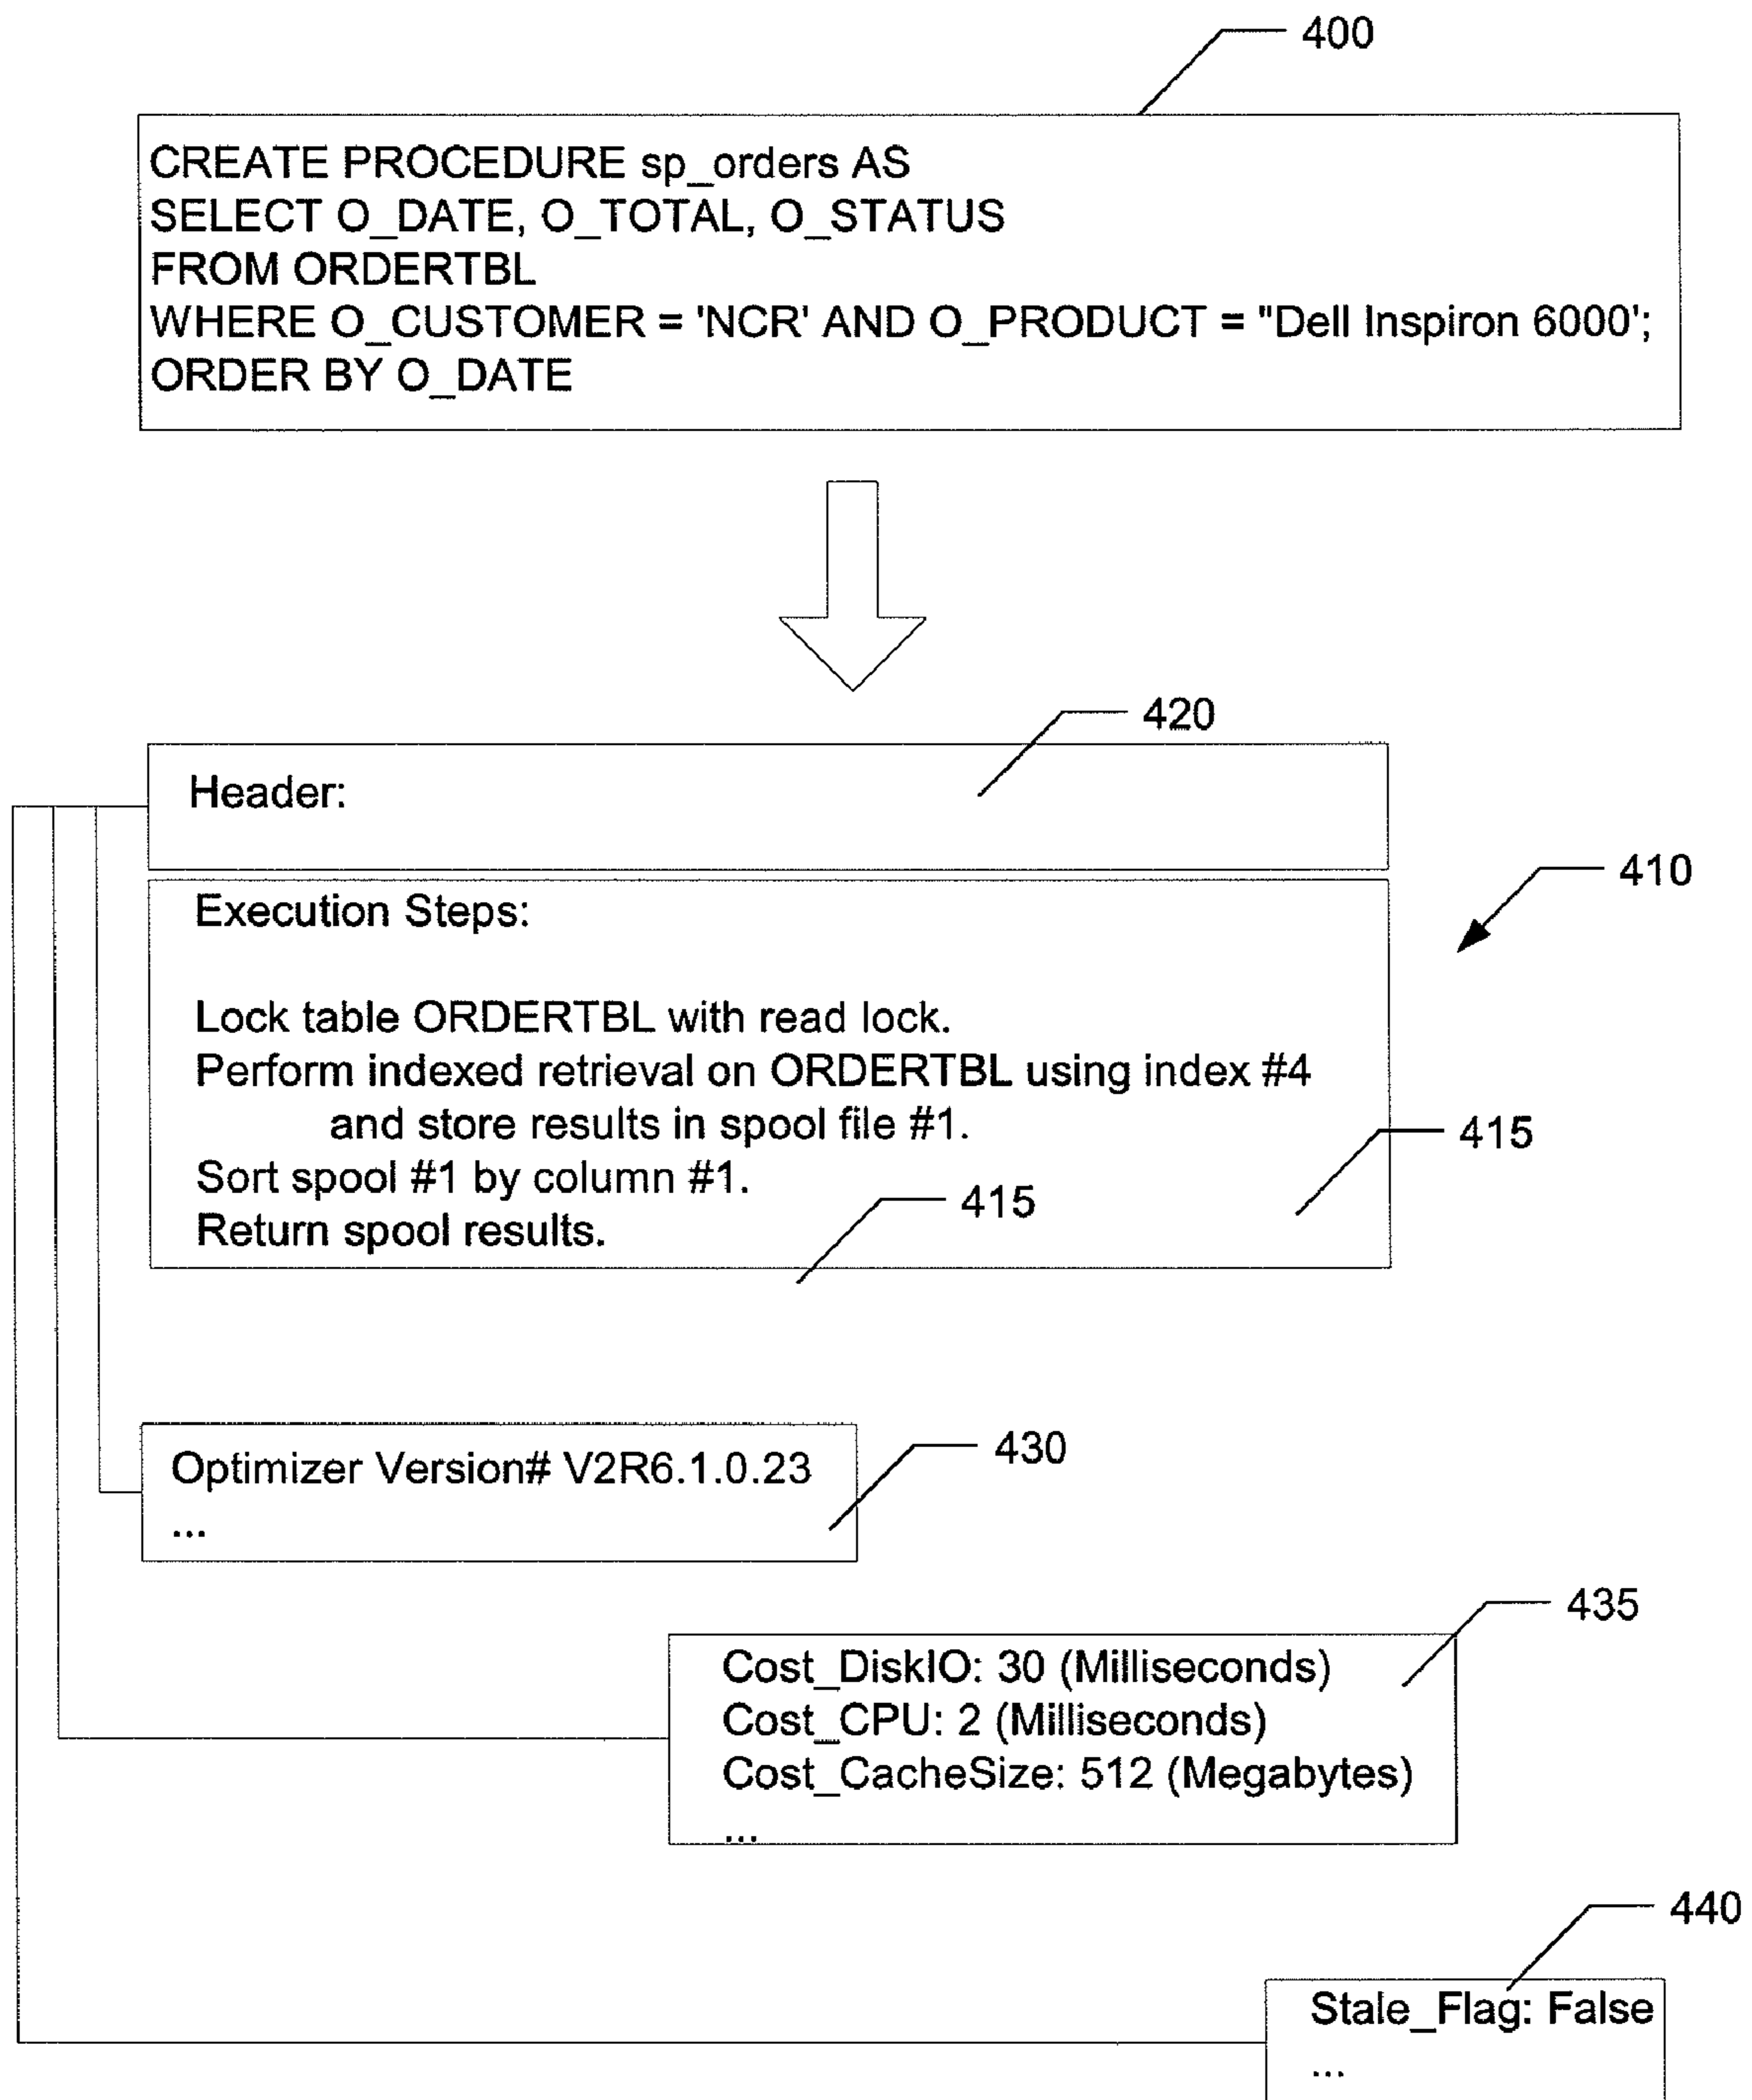 400
CREATE PROCEDURE sp_orders AS
SELECT O_DATE, O_TOTAL, O_STATUS
FROM ORDERTBL
WHERE O_CUSTOMER = 'NCR' AND O_PRODUCT = "Dell Inspiron 6000';
ORDER BY O_DATE
420
Header:
410
Execution Steps:
Lock table ORDERTBL with read lock.
Perform indexed retrieval on ORDERTBL using index #4
and store results in spool file #1.
415
Sort spool #1 by column #1.
415
Return spool results.
430
Optimizer Version# V2R6.1.0.23
...
435
Cost_DiskIO: 30 (Milliseconds)
Cost_CPU: 2 (Milliseconds)
Cost_CacheSize: 512 (Megabytes)
...
440
Stale_Flag: False
...